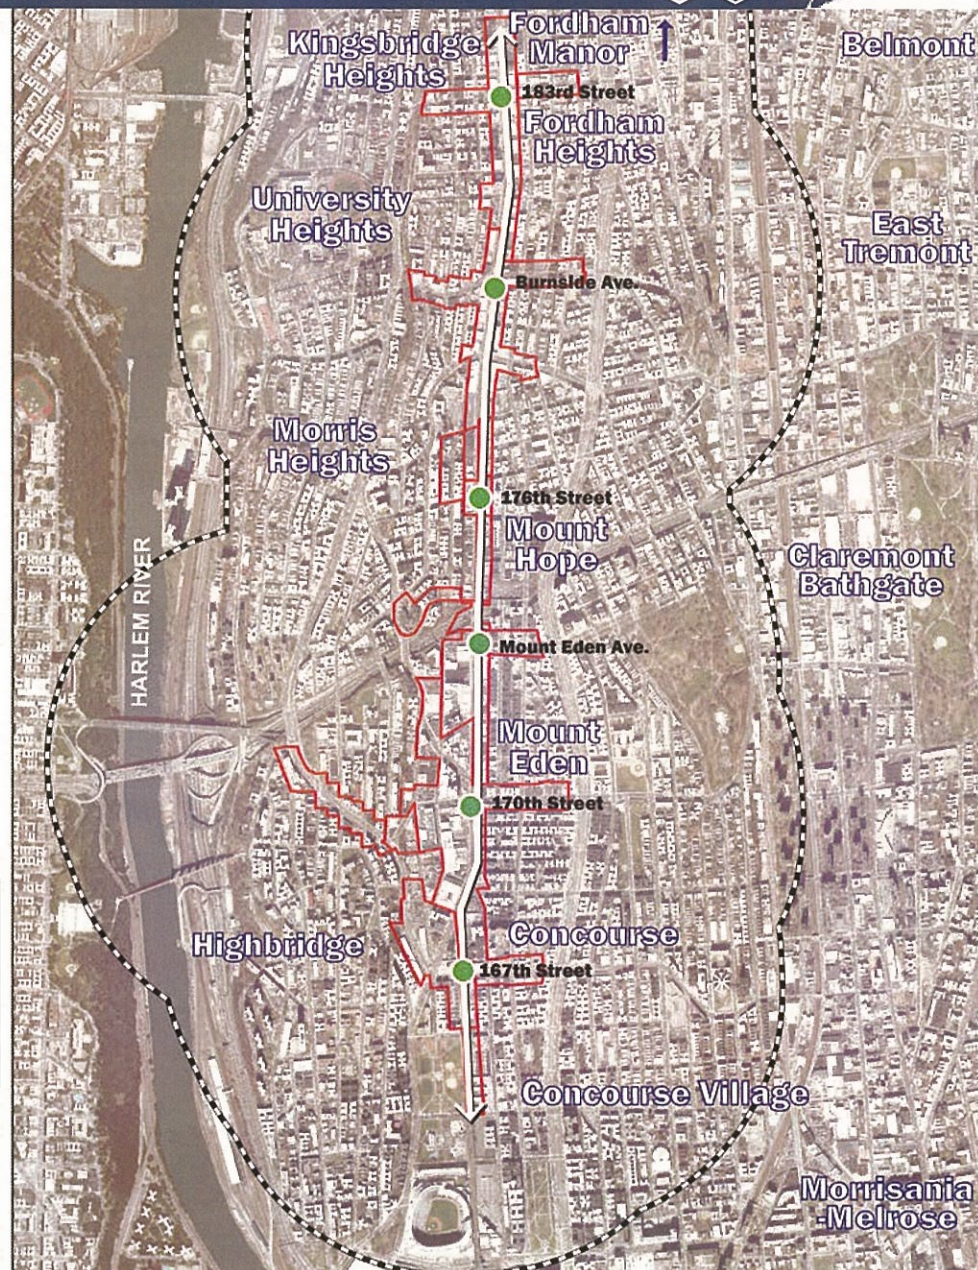 Fordham
Manor
Kingsbridge
Heights
Belmont
183rd Street
Fordham
Heights
University
Heights
East
Tremont
Burnside Ave.
Morris
Heights
176th Street
Mount
Hope
Claremont
Bathgate
HARLEM RIVER
Mount Eden Ave.
Mount
Eden
170th Street
Highbridge
Concourse
167th Street
Concourse Village
Morrisania
-Melrose